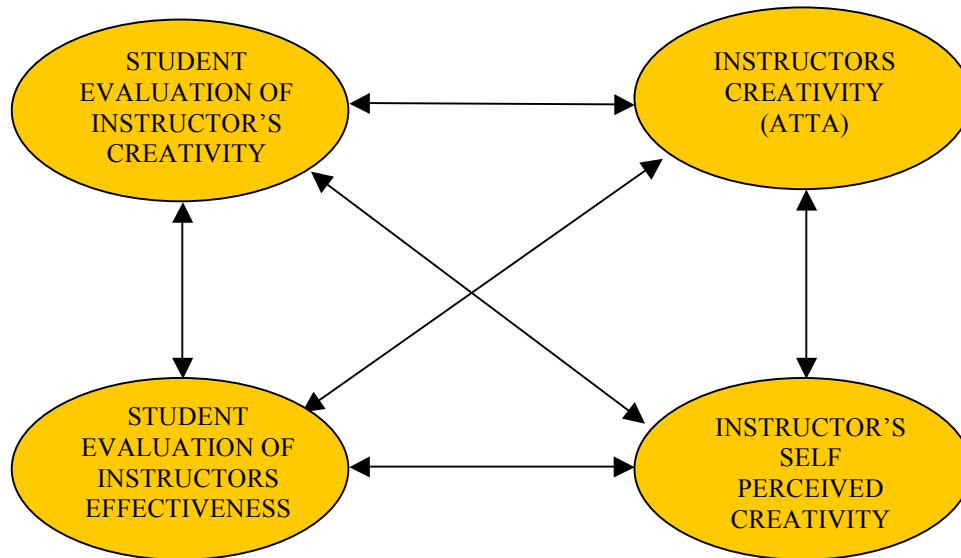 STUDENT
EVALUATION OF
INSTRUCTOR’S
CREATIVITY
INSTRUCTORS
CREATIVITY
(ATTA)
STUDENT
EVALUATION OF
INSTRUCTORS
EFFECTIVENESS
INSTRUCTOR’S
SELF
PERCEIVED
CREATIVITY